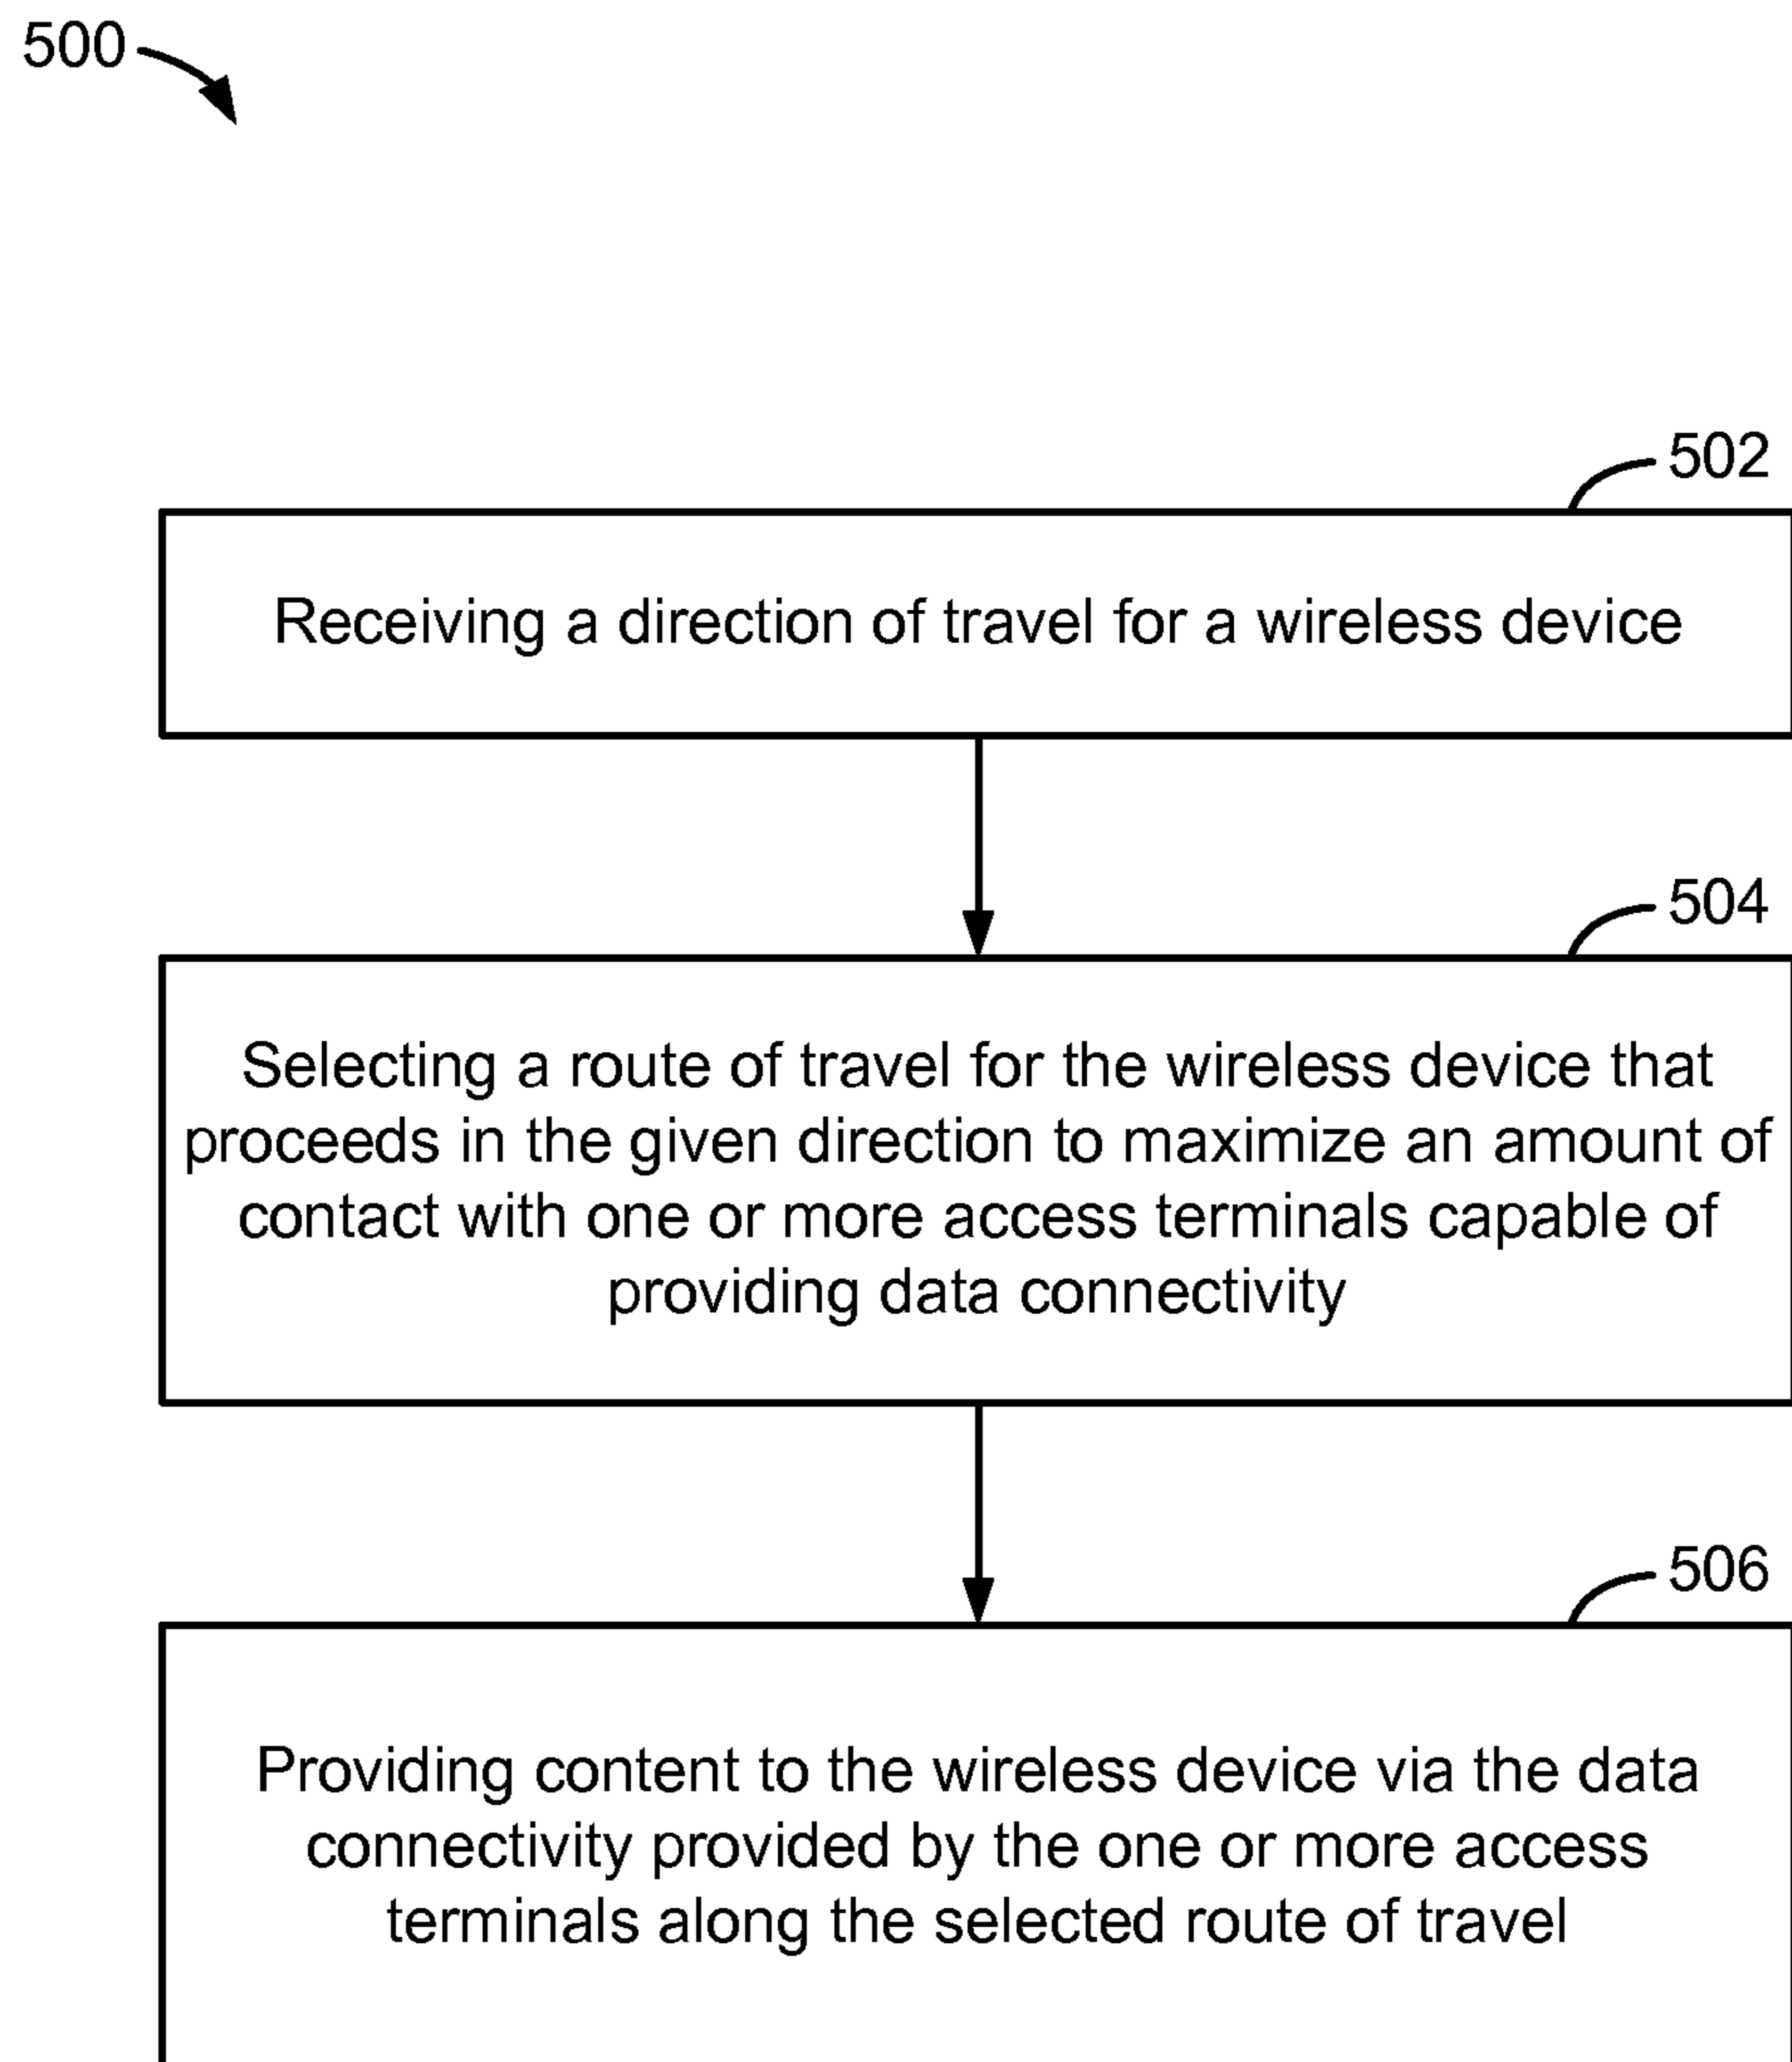 500
502
Receiving a direction of travel for a wireless device
504
Selecting a route of travel for the wireless device that
proceeds in the given direction to maximize an amount of
contact with one or more access terminals capable of
providing data connectivity
506
Providing content to the wireless device via the data
connectivity provided by the one or more access
terminals along the selected route of travel